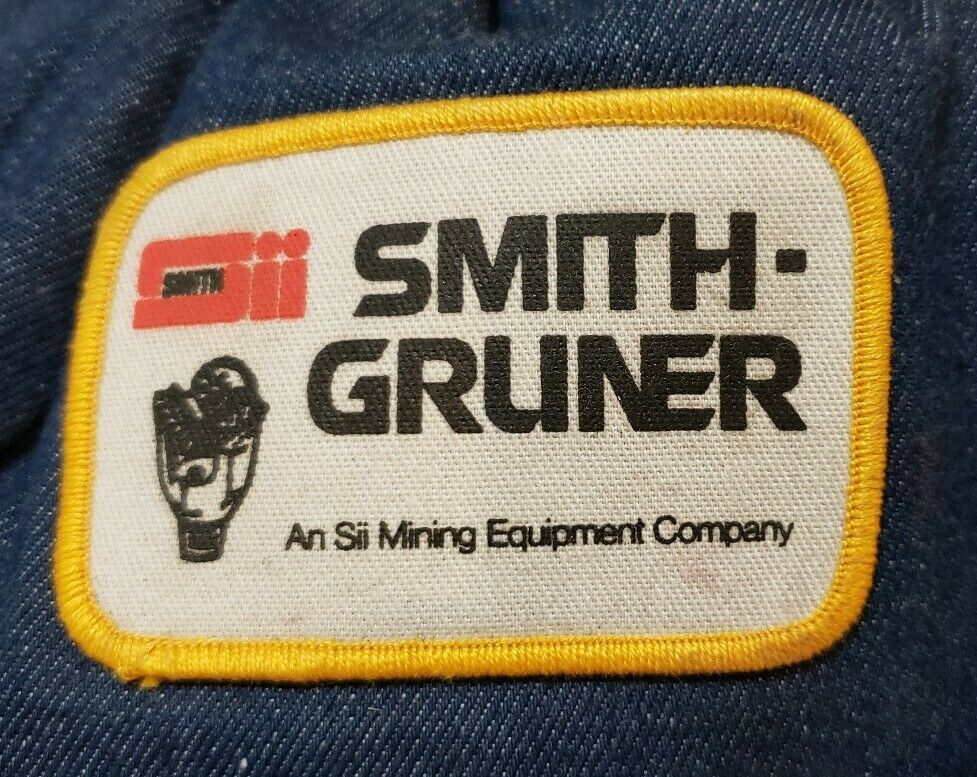 Sii
SMITH
SMITH-
GRUNER
An Sii Mining Equipment Company